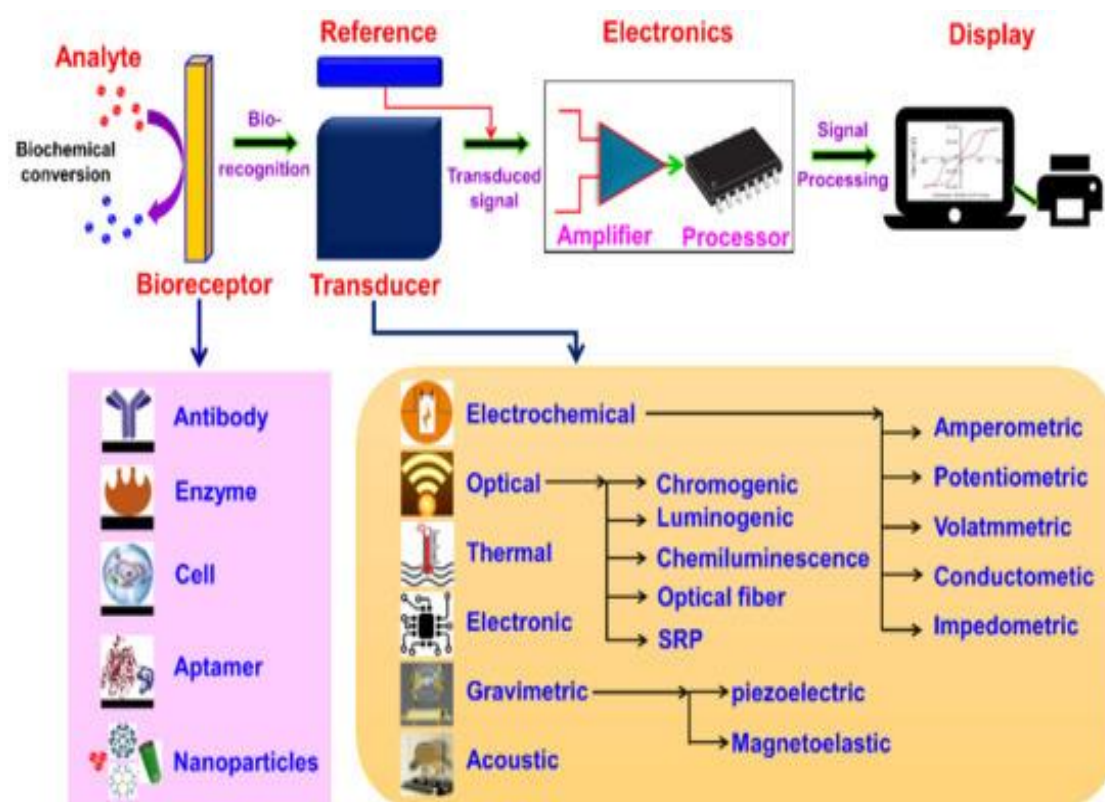 Analyte
Reference
Electronics
Display
Biochemical
conversion
Bio-
recognition
Transduced
signal
Signal
Processing
Amplifier
Processor
Bioreceptor
Transducer
Antibody
Enzyme
Cell
Aptamer
Nanoparticles
Electrochemical
Optical
Thermal
Electronic
Gravimetric
Acoustic
Chromogenic
Luminogenic
Chemiluminescence
Optical fiber
SRP
piezoelectric
Magnetoelastic
Amperometric
Potentiometric
Volatmmetric
Conductometic
Impedometric